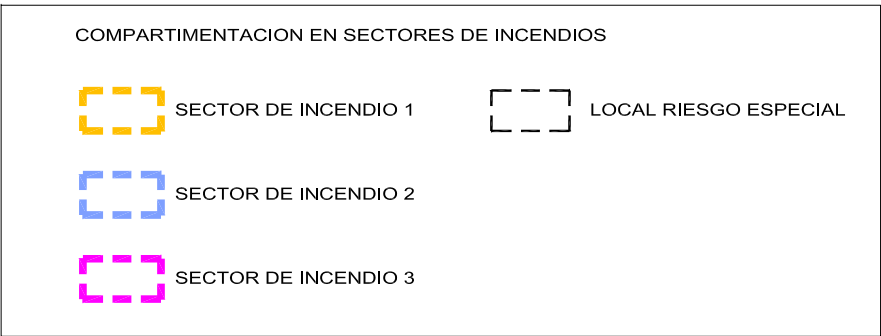 COMPARTIMENTACION EN SECTORES DE INCENDIOS
SECTOR DE INCENDIO 1
LOCAL RIESGO ESPECIAL
SECTOR DE INCENDIO 2
SECTOR DE INCENDIO 3